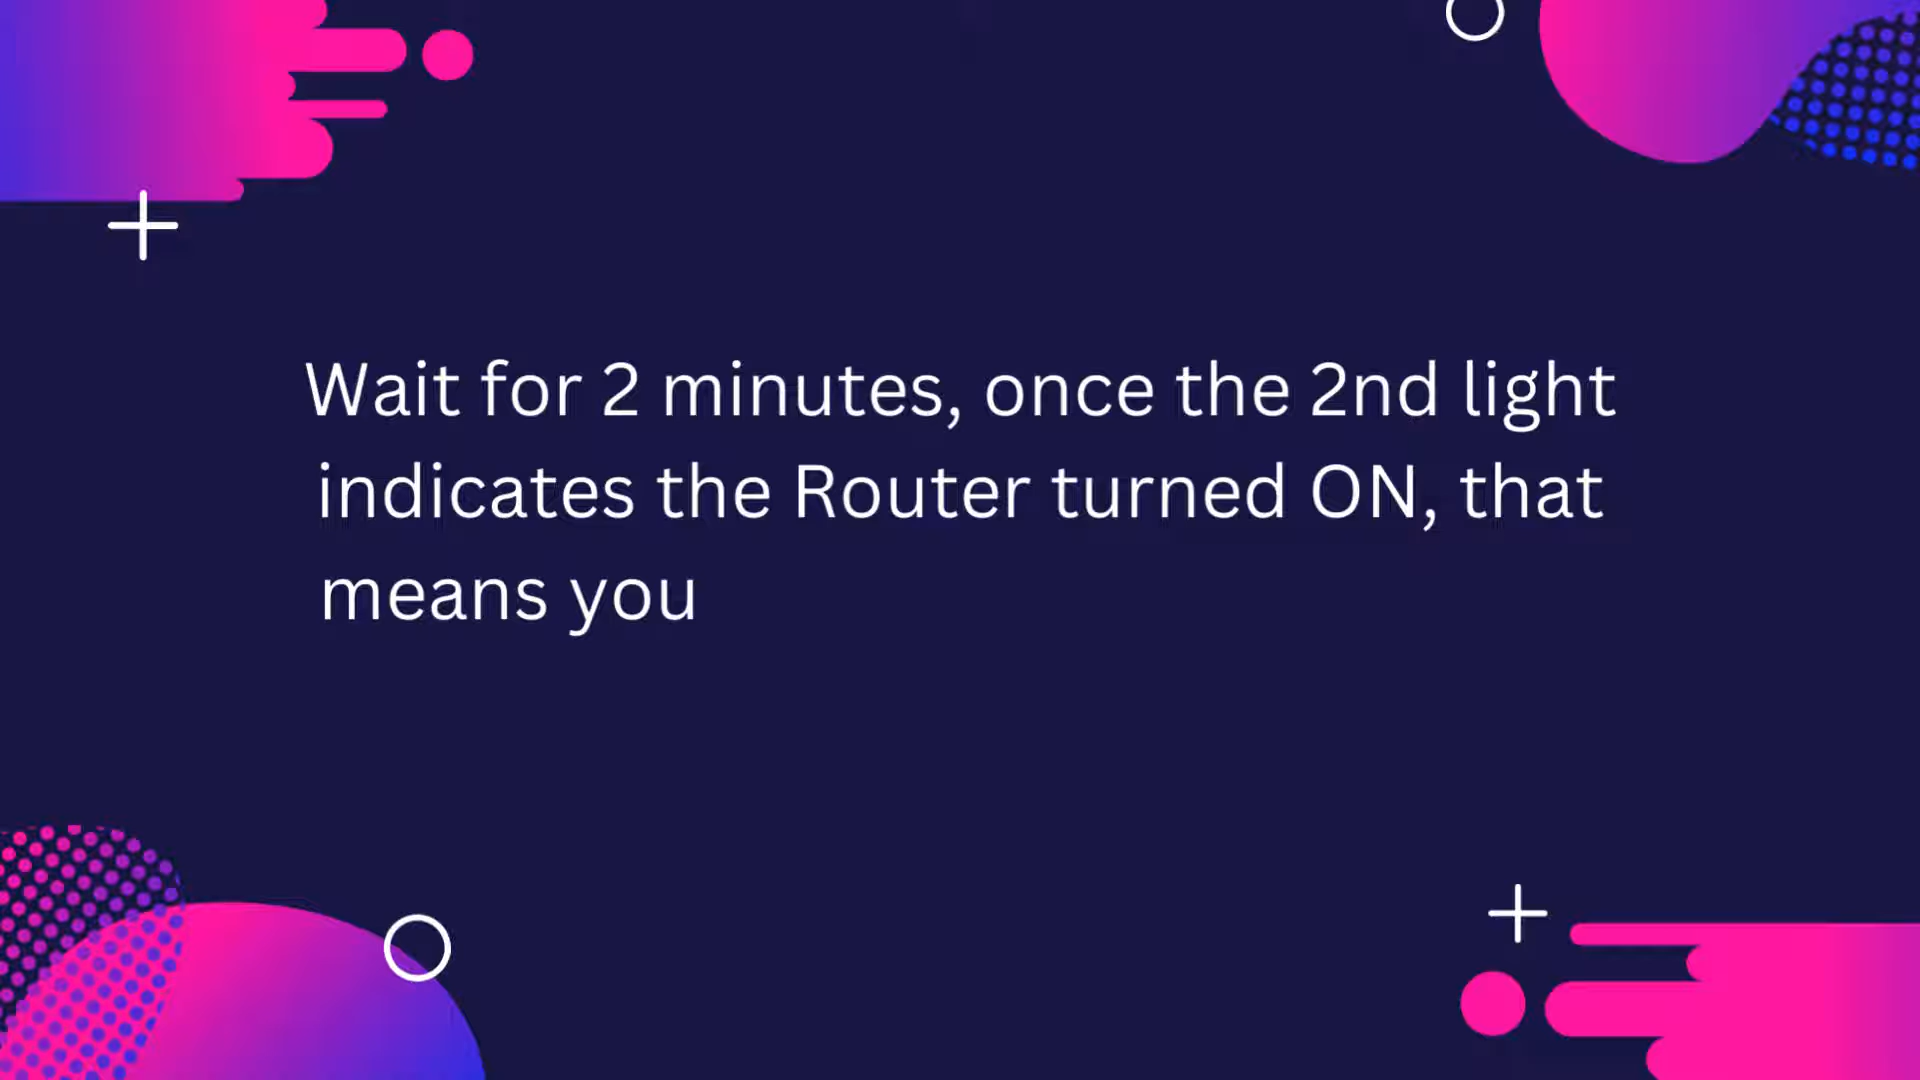 Wait for 2 minutes, once the 2nd light
indicates the Router turned ON, that
means you